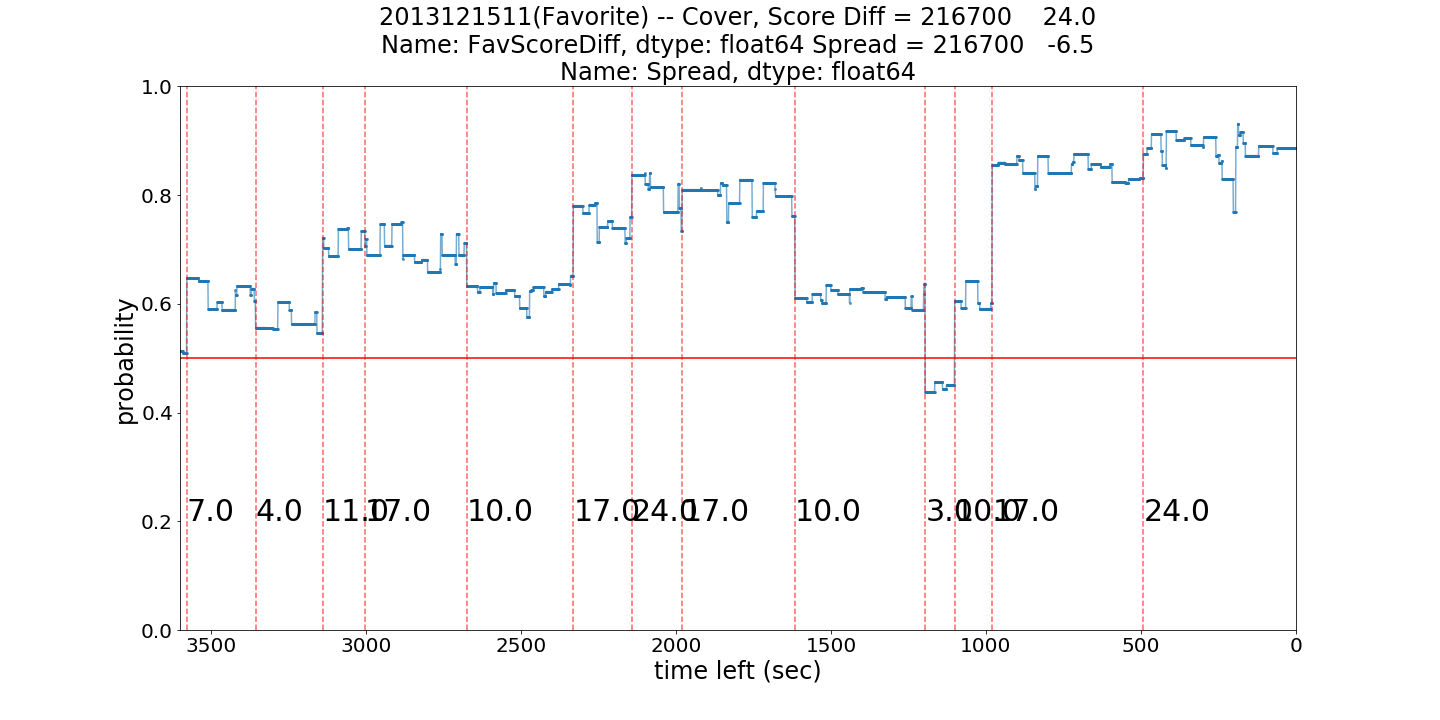 2013121511(Favorite) -- Cover, Score Diff = 216700    24.0
Name: FavScoreDiff, dtype: float64 Spread = 216700   -6.5
Name: Spread, dtype: float64
1.0
0.8
0.6
0.4
0.2
0.0
probability
7.0 4.0 11.0 17.0 10.0 17.0 24.0 17.0 10.0 3.0 10.0 17.0 24.0
3500 3000 2500 2000 1500 1000 500 0
time left (sec)